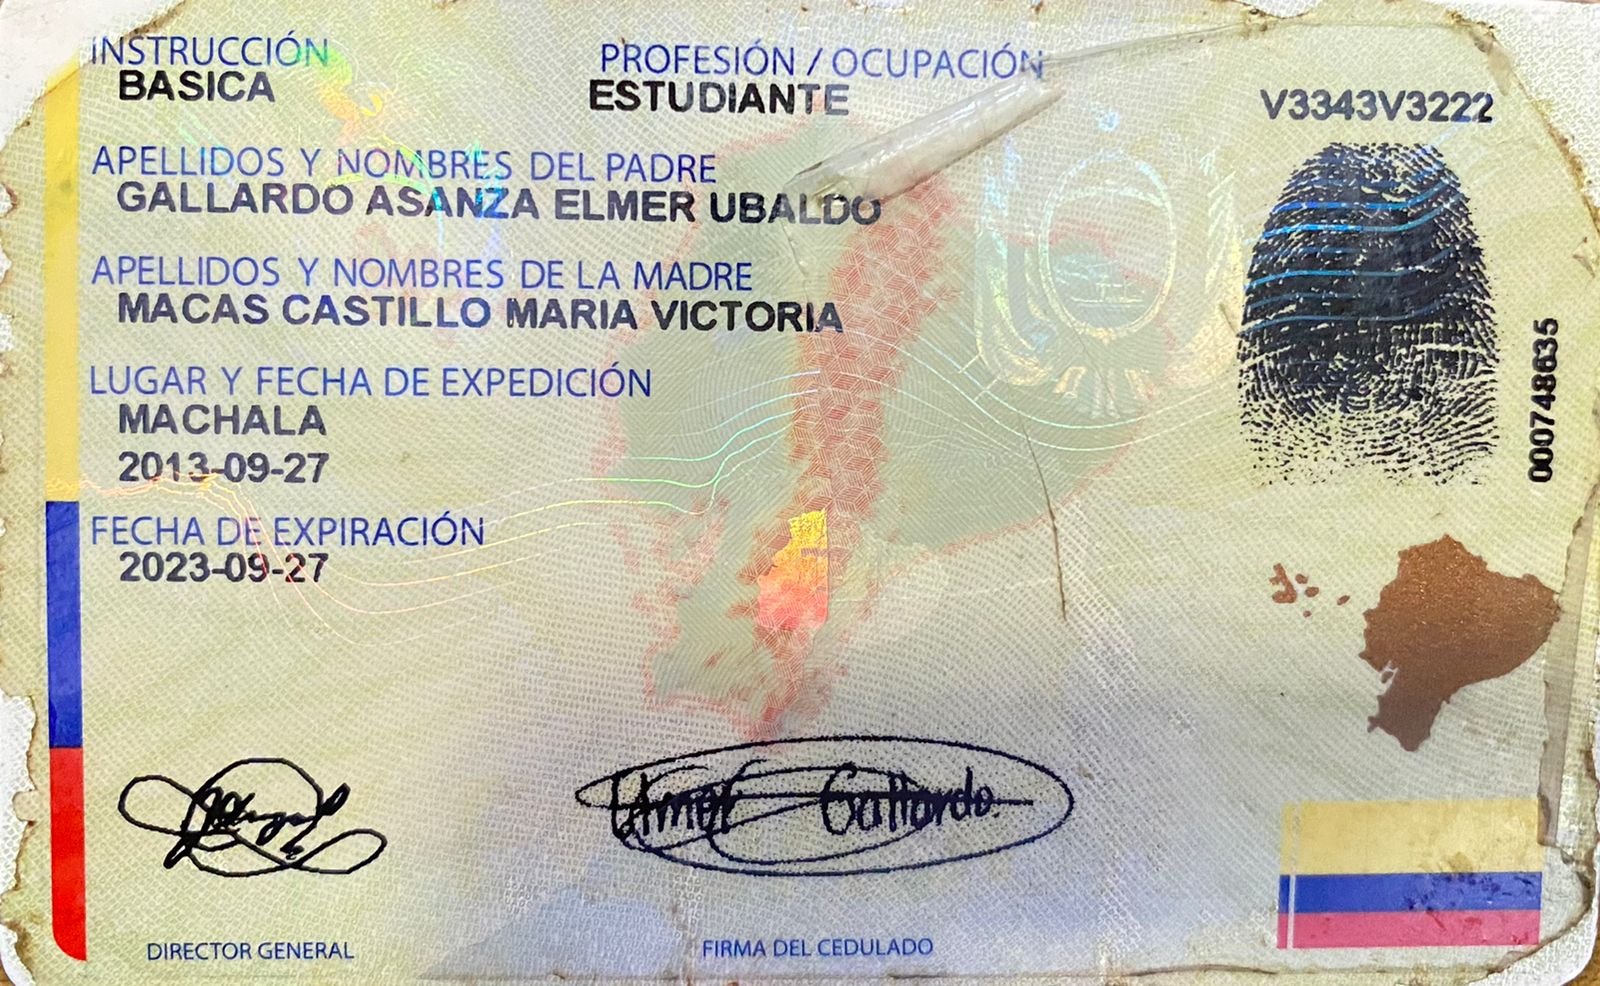 INSTRUCCIÓN
BASICA
PROFESIÓN / OCUPACIÓN
ESTUDIANTE
V3343V3222
APELLIDOS Y NOMBRES DEL PADRE
GALLARDO ASANZA ELMER UBALDO
APELLIDOS Y NOMBRES DE LA MADRE
MACAS CASTILLO MARIA VICTORIA
LUGAR Y FECHA DE EXPEDICIÓN
MACHALA
2013-09-27
FECHA DE EXPIRACIÓN
2023-09-27
000748635
Gallardo
DIRECTOR GENERAL
FIRMA DEL CEDULADO